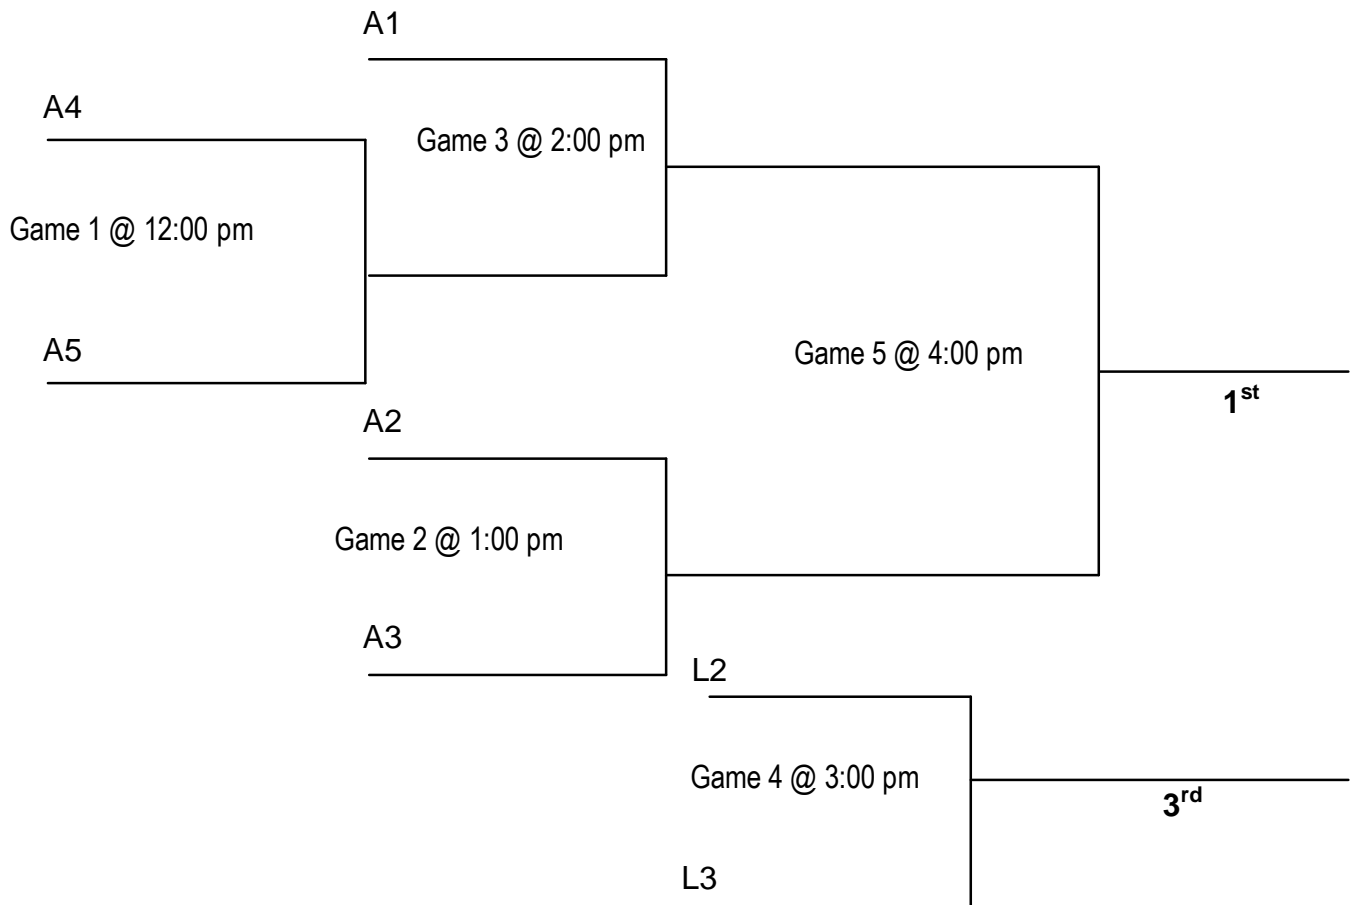 A1
A4
Game 3 @ 2:00 pm
Game 1 @ 12:00 pm
A5
Game 5 @ 4:00 pm
1st
A2
Game 2 @ 1:00 pm
A3
L2
Game 4 @ 3:00 pm
3rd
L3